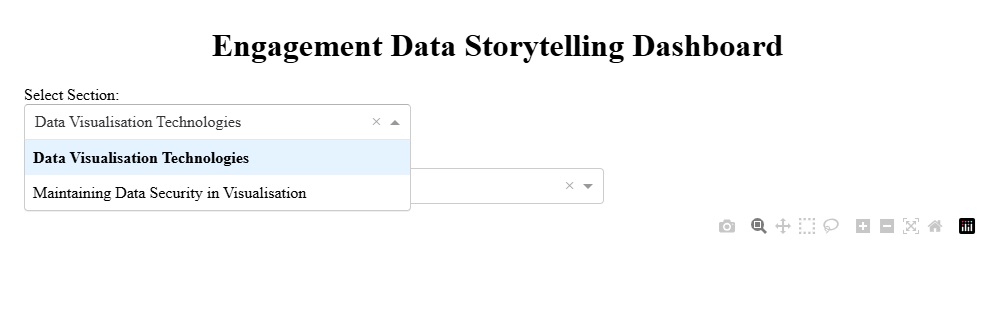 Engagement Data Storytelling Dashboard
Select Section:
Data Visualisation Technologies
Data Visualisation Technologies
Maintaining Data Security in Visualisation